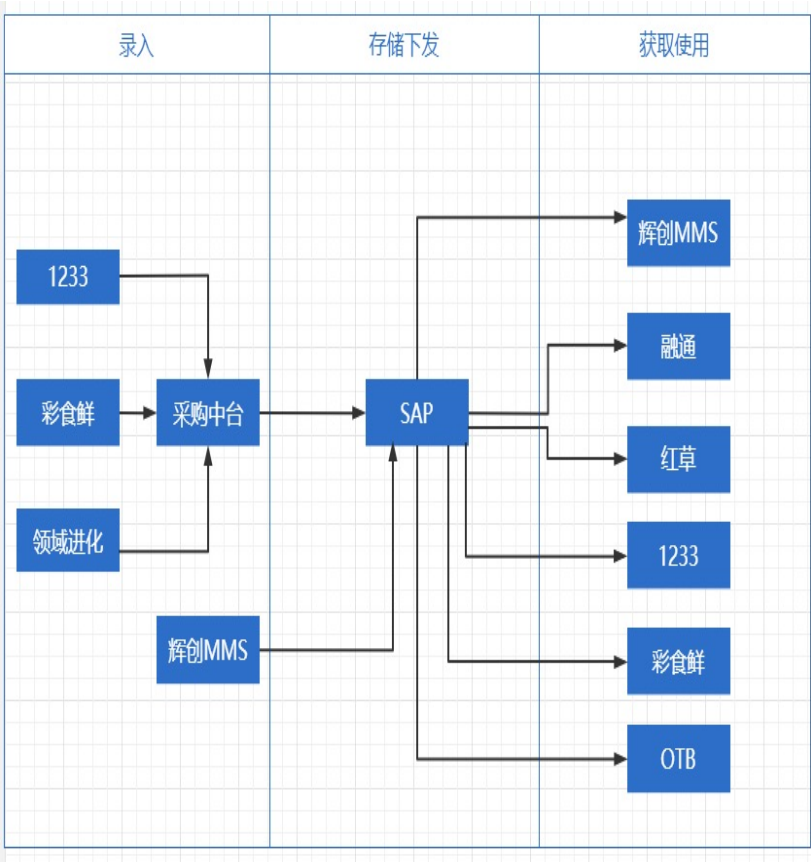 录入
存储下发
获取使用
1233
彩食鲜
采购中台
领域进化
辉创MMS
SAP
辉创MMS
融通
红草
1233
彩食鲜
OTB